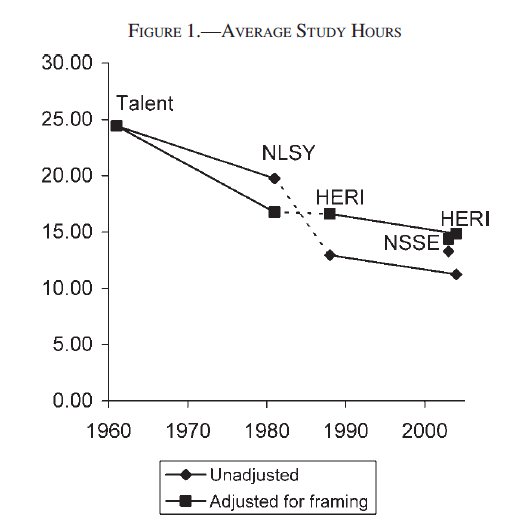 FIGURE 1.—AVERAGE STUDY HOURS
30.00
25.00
20.00
15.00
10.00
5.00
0.00
Talent
NLSY
HERI
HERI
NSSE
1960 1970 1980 1990 2000
Unadjusted
Adjusted for framing